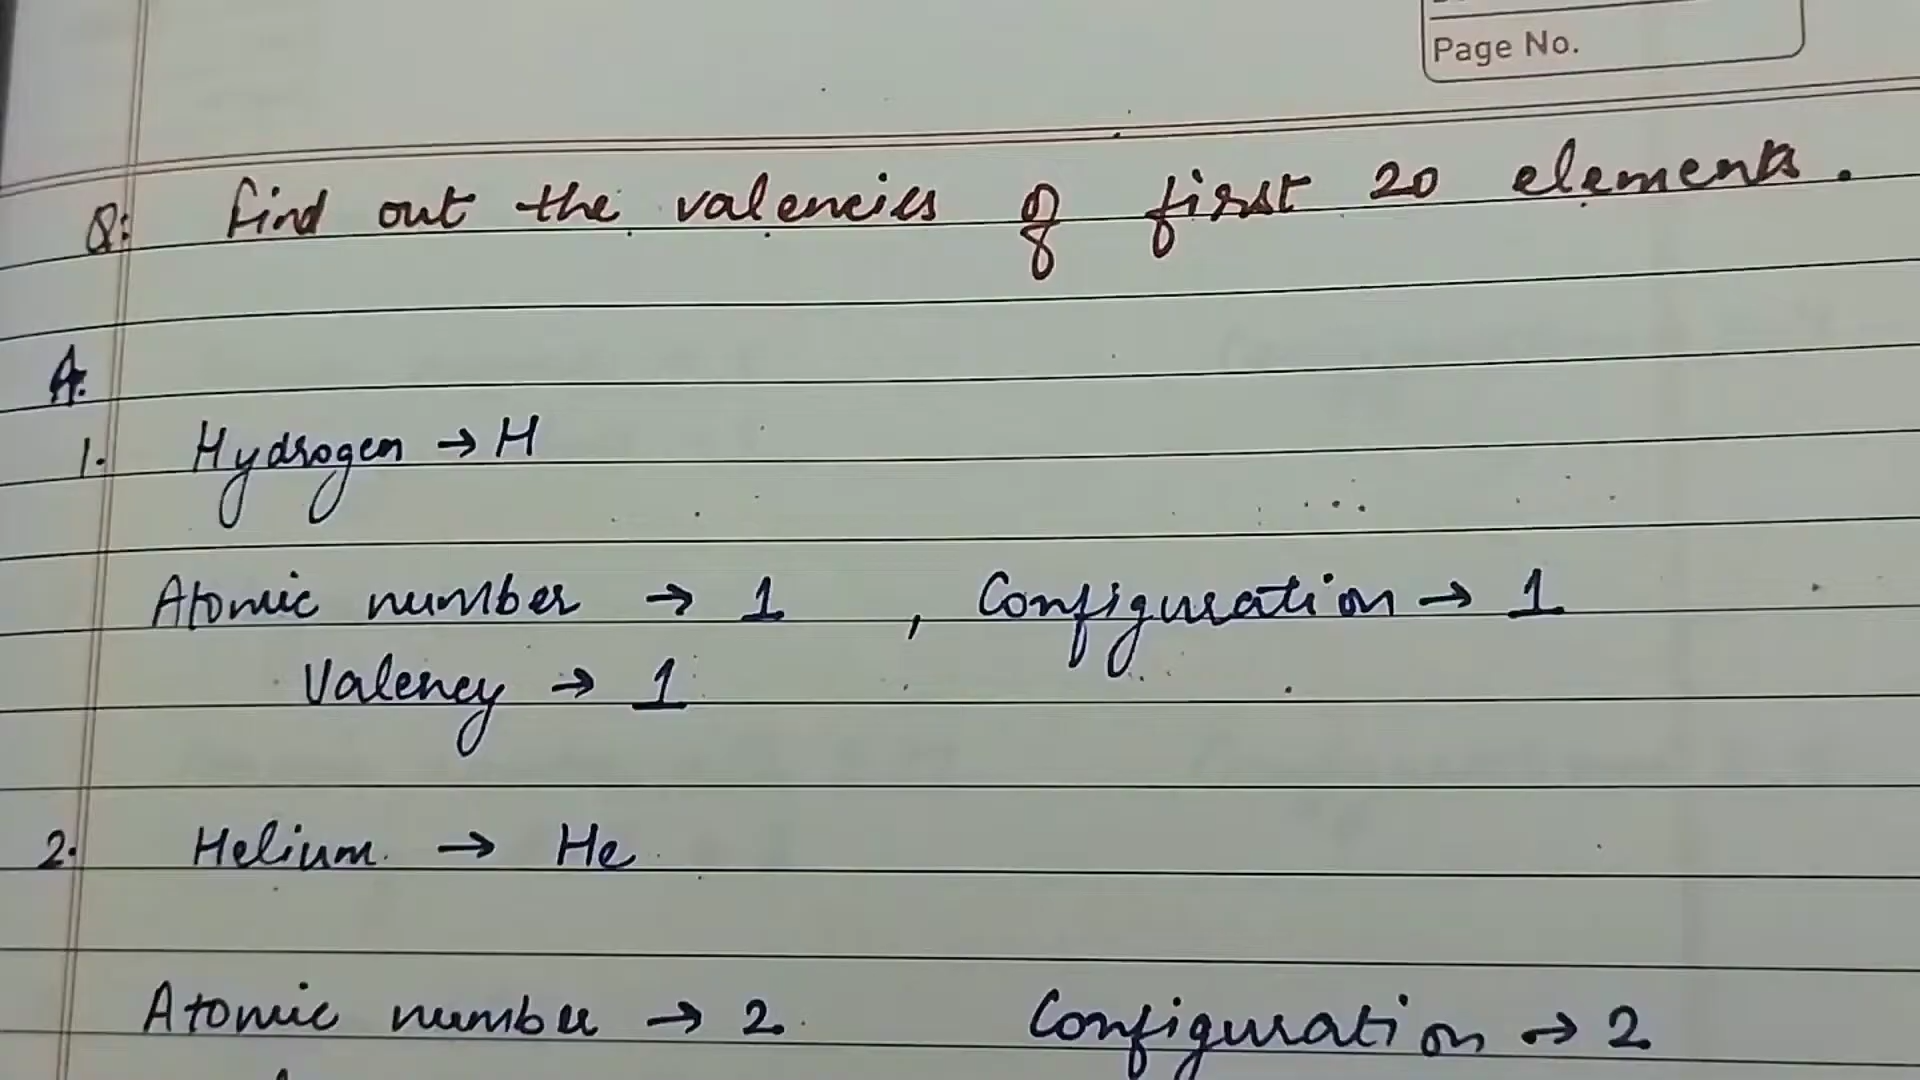 Page No.
Q: find out the valencies of first 20 elements.
A.
1. Hydrogen → H
Atomic number → 1 , Configuration → 1
Valency → 1
2. Helium → He
Atomic number → 2 Configuration → 2